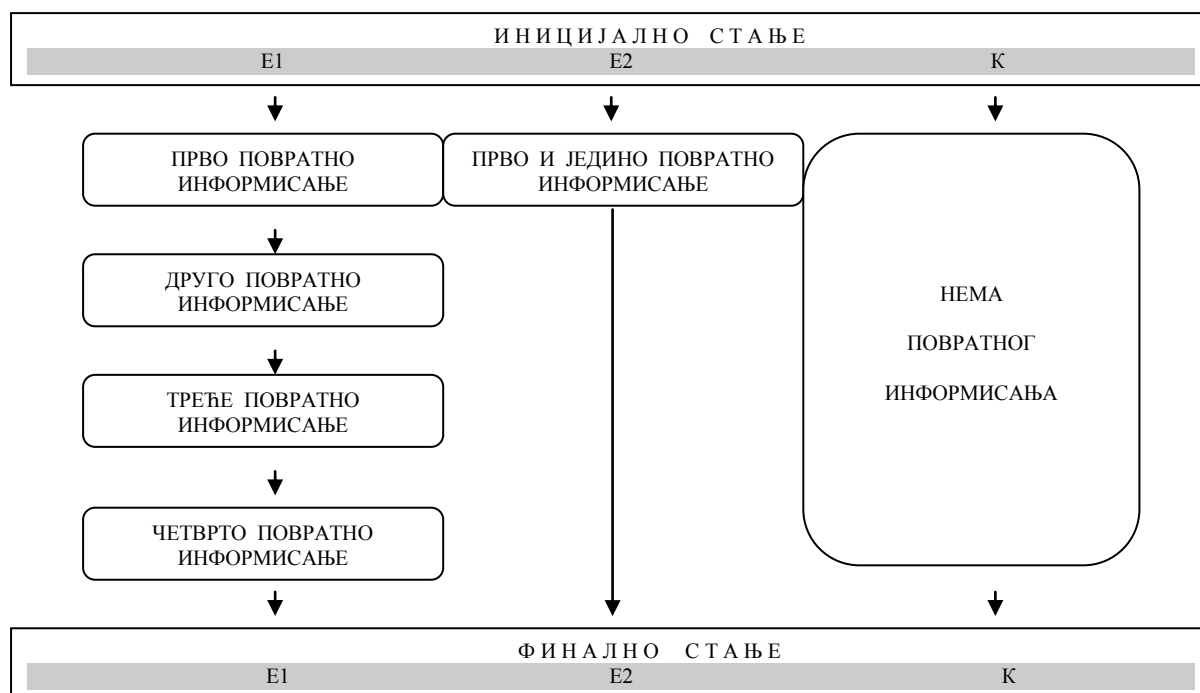 ИНИЦИЈАЛНО СТАЊЕ
Е1 Е2 К
ПРВО ПОВРАТНО
ИНФОРМИСАЊЕ
ПРВО И ЈЕДИНО ПОВРАТНО
ИНФОРМИСАЊЕ
ДРУГО ПОВРАТНО
ИНФОРМИСАЊЕ
ТРЕЋЕ ПОВРАТНО
ИНФОРМИСАЊЕ
ЧЕТВРТО ПОВРАТНО
ИНФОРМИСАЊЕ
НЕМА
ПОВРАТНОГ
ИНФОРМИСАЊА
ФИНАЛНО СТАЊЕ
Е1 Е2 К